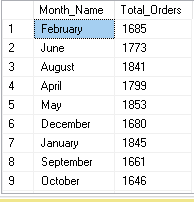 Month_Name Total_Orders
1 February 1685
2 June 1773
3 August 1841
4 April 1799
5 May 1853
6 December 1680
7 January 1845
8 September 1661
9 October 1646